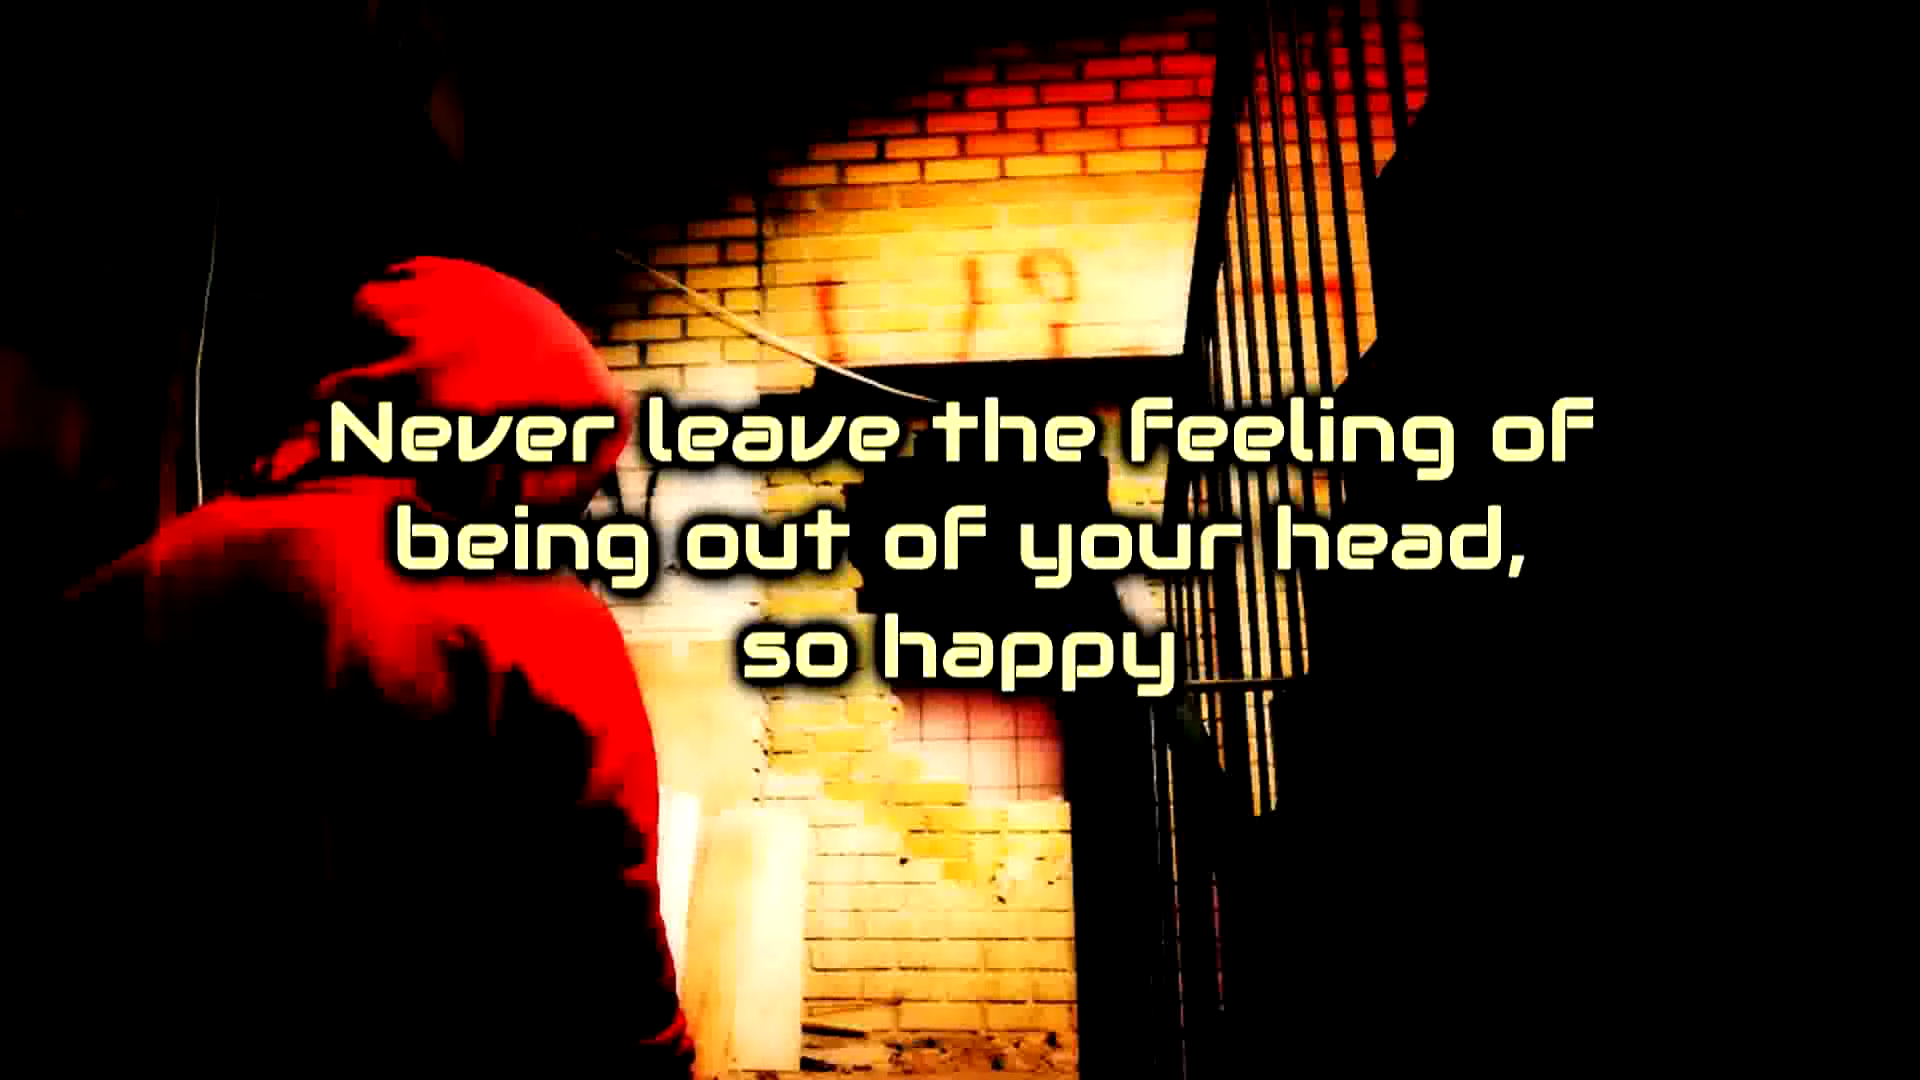 Never leave the feeling of
being out of your head,
so happy